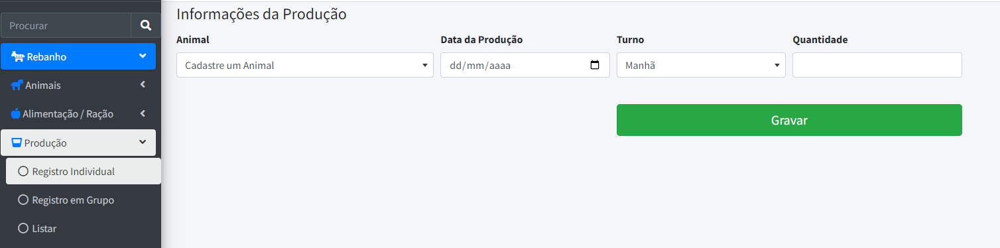 Procurar
Rebanho
Animais
Alimentação / Ração
Produção
Registro Individual
Registro em Grupo
Listar
Informações da Produção
Animal Data da Produção Turno Quantidade
Cadastre um Animal dd/mm/aaaa Manhã
Gravar